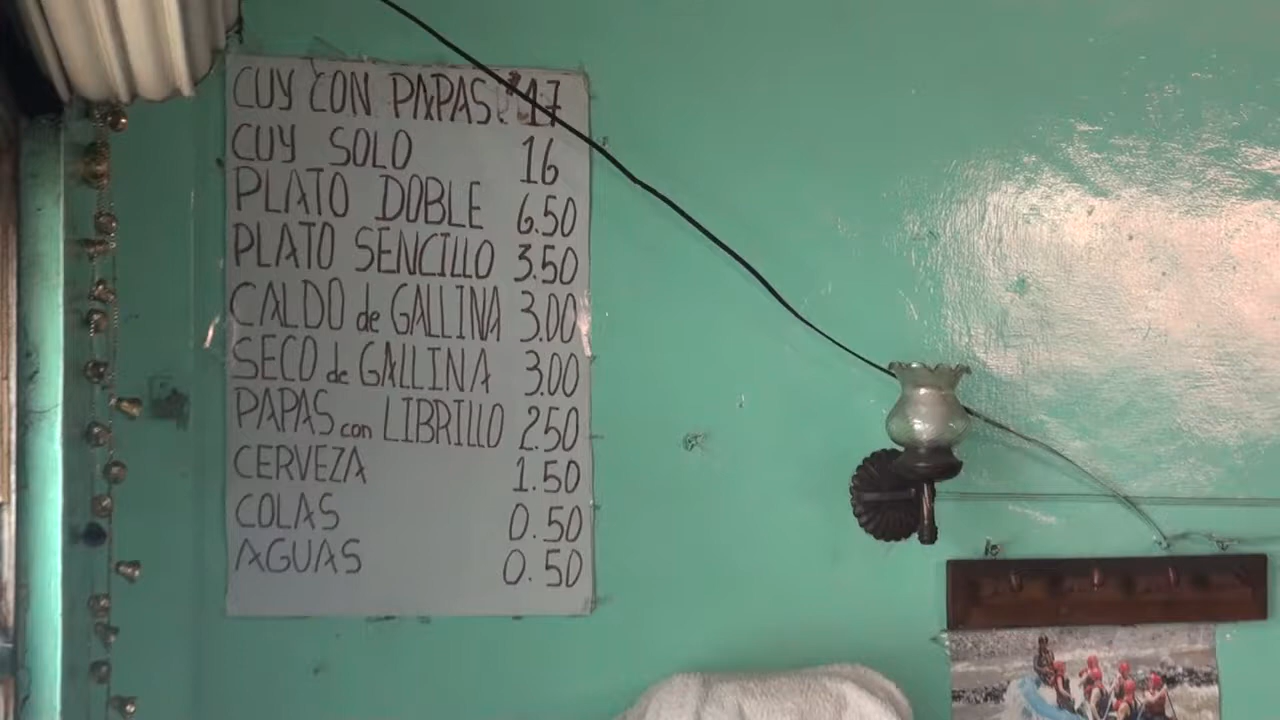 CUY CON PAPAS 17
CUY SOLO 16
PLATO DOBLE 6.50
PLATO SENCILLO 3.50
CALDO de GALLINA 3.00
SECO de GALLINA 3.00
PAPAS con LIBRILLO 2.50
CERVEZA 1.50
COLAS 0.50
AGUAS 0.50